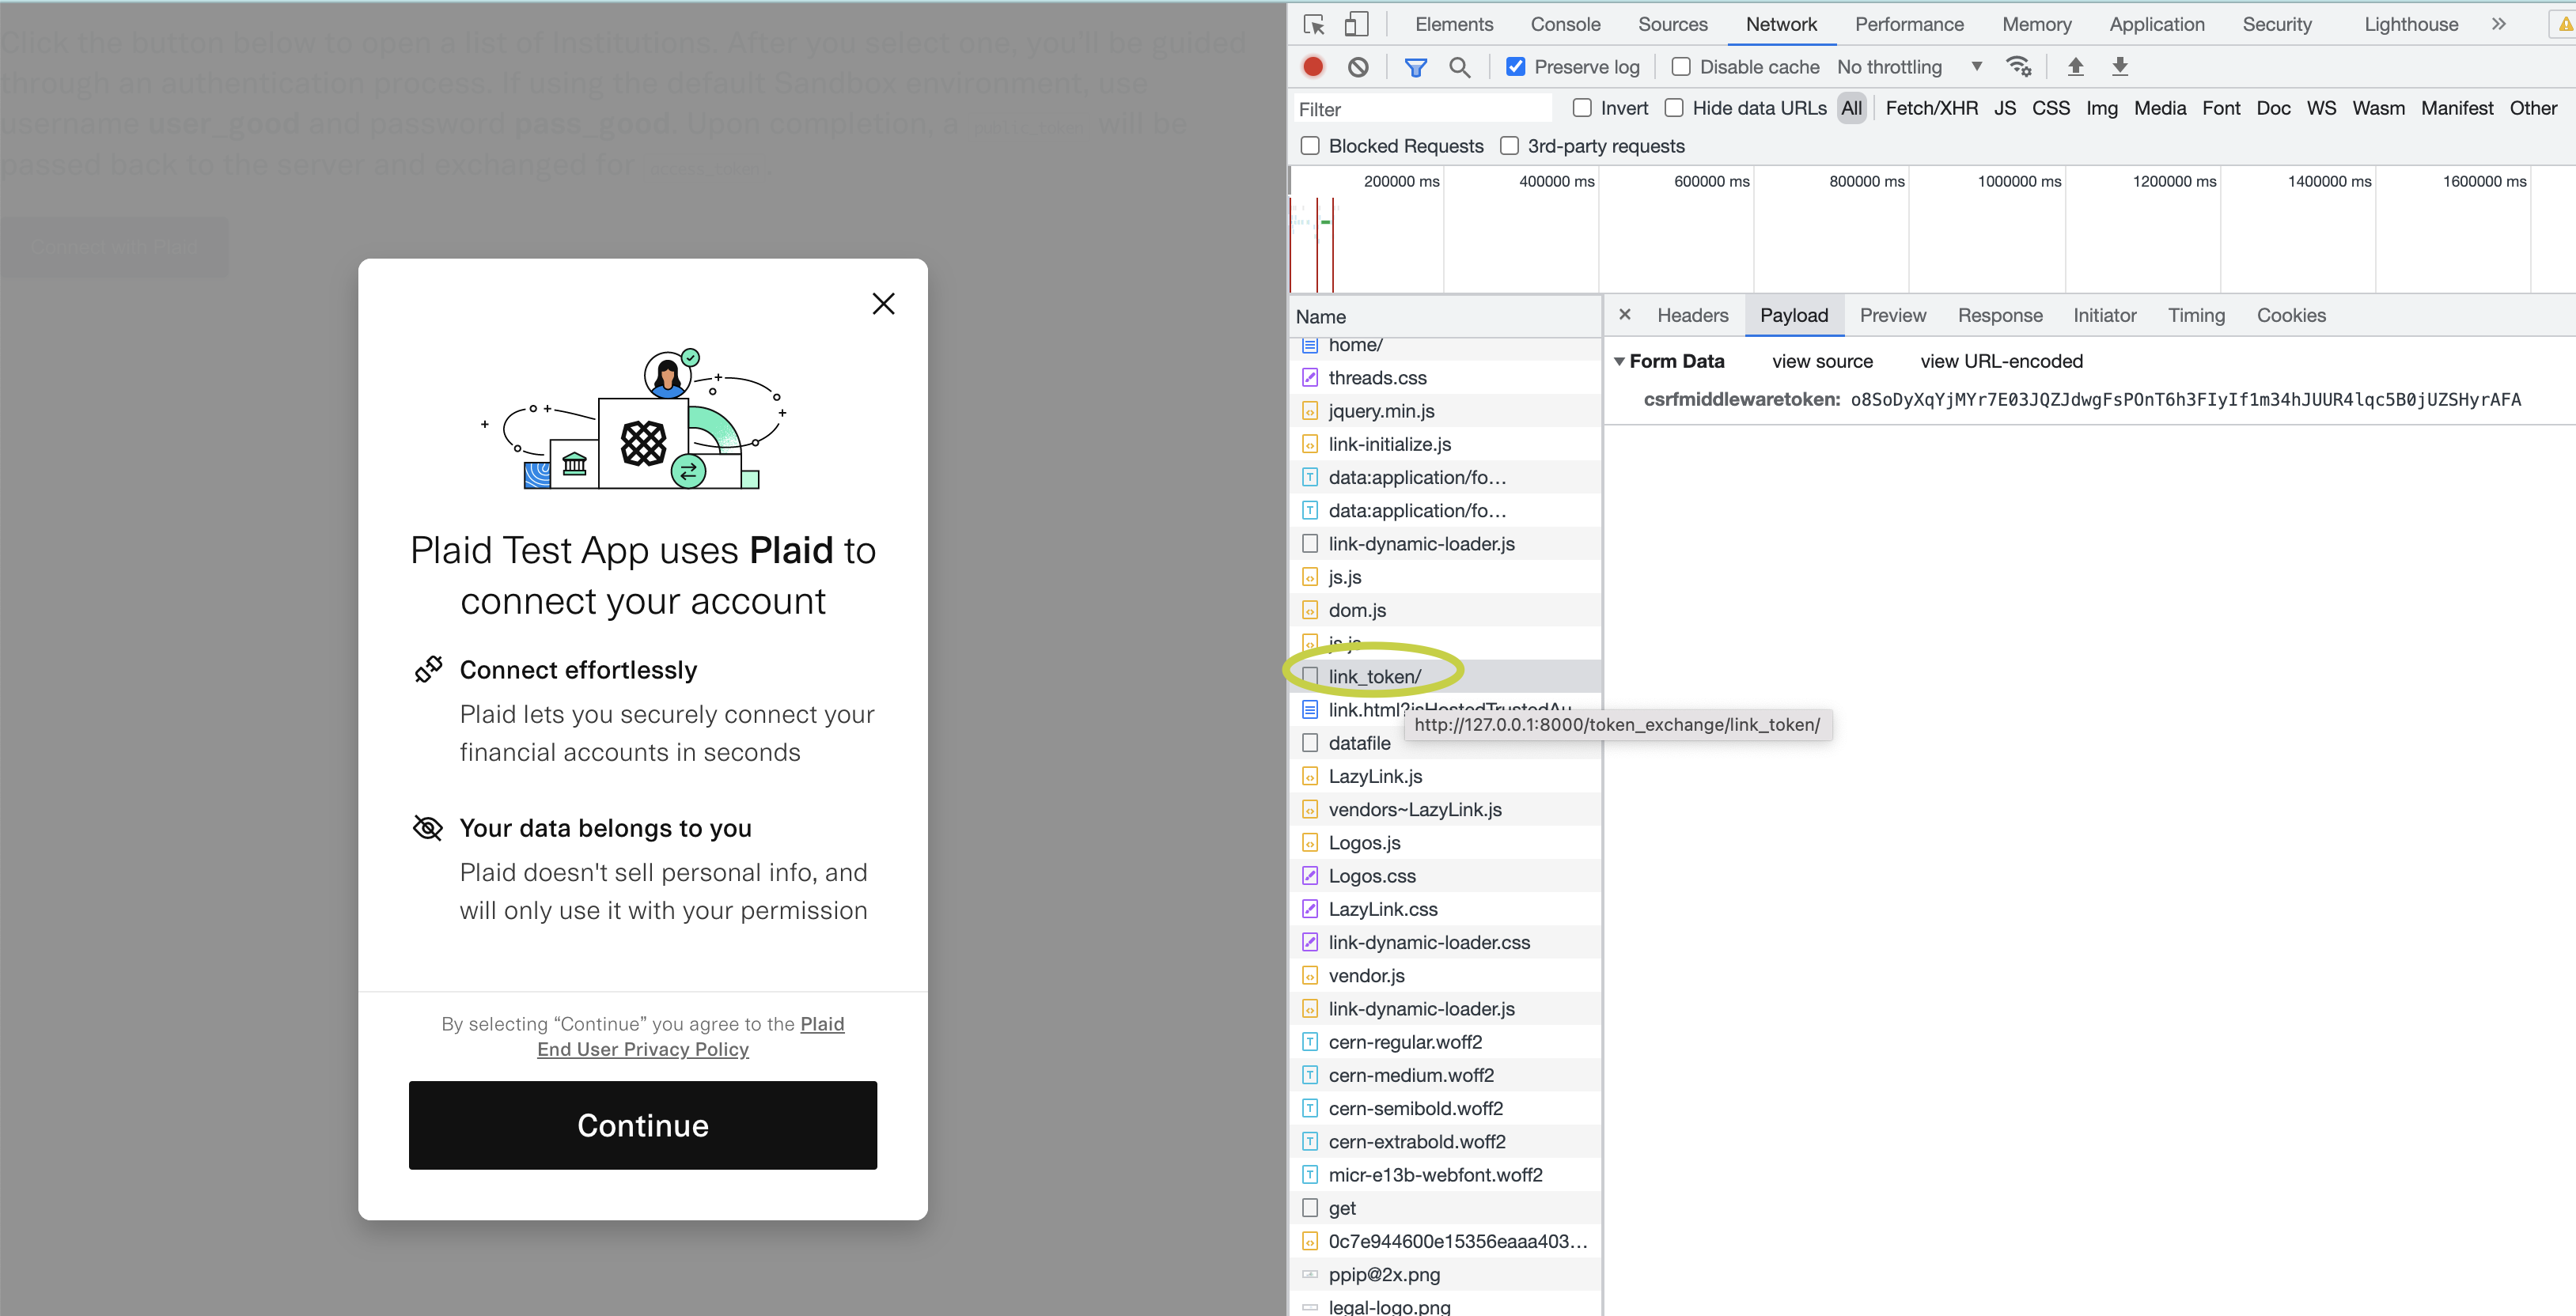 Click the button below to open a list of Institutions. After you select one, you'll be guided
through an authentication process. If using the default Sandbox environment, use
username user_good and password pass_good. Upon completion, a public_token will be
passed back to the server and exchanged for access_token .
Connect with Plaid
Plaid Test App uses Plaid to
connect your account
Connect effortlessly
Plaid lets you securely connect your
financial accounts in seconds
Your data belongs to you
Plaid doesn't sell personal info, and
will only use it with your permission
By selecting “Continue” you agree to the Plaid
End User Privacy Policy
Continue
Elements Console Sources Network Performance Memory Application Security Lighthouse
Preserve log Disable cache No throttling
Filter Invert Hide data URLs All Fetch/XHR JS CSS Img Media Font Doc WS Wasm Manifest Other
Blocked Requests 3rd-party requests
200000 ms 400000 ms 600000 ms 800000 ms 1000000 ms 1200000 ms 1400000 ms 1600000 ms
Name
home/
threads.css
jquery.min.js
link-initialize.js
data:application/fo…
data:application/fo…
link-dynamic-loader.js
js.js
dom.js
js.js
link_token/
link.html?isHostedTrustedAu
datafile
LazyLink.js
vendors~LazyLink.js
Logos.js
Logos.css
LazyLink.css
link-dynamic-loader.css
vendor.js
link-dynamic-loader.js
cern-regular.woff2
cern-medium.woff2
cern-semibold.woff2
cern-extrabold.woff2
micr-e13b-webfont.woff2
get
0c7e944600e15356eaaa403…
ppip@2x.png
legal-logo.png
Headers Payload Preview Response Initiator Timing Cookies
Form Data view source view URL-encoded
csrfmiddlewaretoken: o8SoDyXqYjMYr7E03JQZJdwgFsPOnT6h3FIyIf1m34hJUUR4lqc5B0jUZSHyrAFA
http://127.0.0.1:8000/token_exchange/link_token/